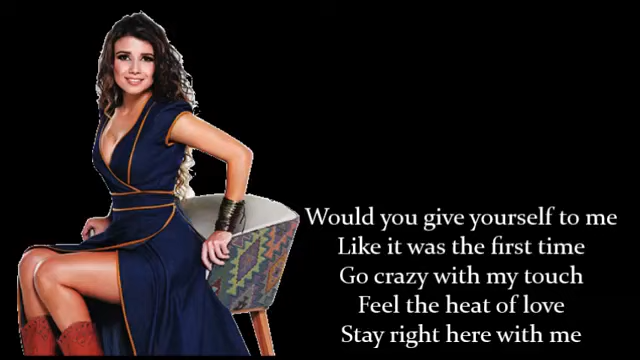 Would you give yourself to me
Like it was the first time
Go crazy with my touch
Feel the heat of love
Stay right here with me